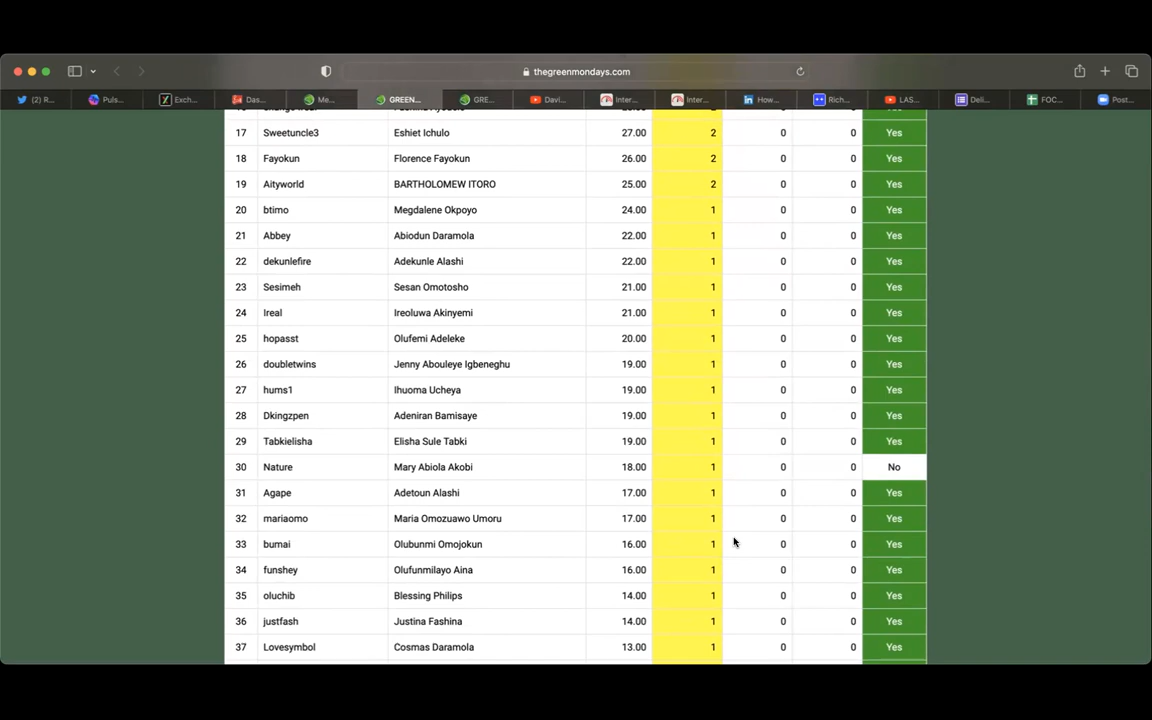 thegreenmondays.com
(2) R... Puls... Exch... Das... Me... GREEN... GRE... Davi... Inter... Inter... How... Rich... LAS... Deli... FOC... Post...
17 Sweetuncle3 Eshiet Ichulo 27.00 2 0 0 Yes
18 Fayokun Florence Fayokun 26.00 2 0 0 Yes
19 Aityworld BARTHOLOMEW ITORO 25.00 2 0 0 Yes
20 btimo Megdalene Okpoyo 24.00 1 0 0 Yes
21 Abbey Abiodun Daramola 22.00 1 0 0 Yes
22 dekunlefire Adekunle Alashi 22.00 1 0 0 Yes
23 Sesimeh Sesan Omotosho 21.00 1 0 0 Yes
24 Ireal Ireoluwa Akinyemi 21.00 1 0 0 Yes
25 hopasst Olufemi Adeleke 20.00 1 0 0 Yes
26 doubletwins Jenny Abouleye Igbeneghu 19.00 1 0 0 Yes
27 hums1 Ihuoma Ucheya 19.00 1 0 0 Yes
28 Dkingzpen Adeniran Bamisaye 19.00 1 0 0 Yes
29 Tabkielisha Elisha Sule Tabki 19.00 1 0 0 Yes
30 Nature Mary Abiola Akobi 18.00 1 0 0 No
31 Agape Adetoun Alashi 17.00 1 0 0 Yes
32 mariaomo Maria Omozuawo Umoru 17.00 1 0 0 Yes
33 bumai Olubunmi Omojokun 16.00 1 0 0 Yes
34 funshey Olufunmilayo Aina 16.00 1 0 0 Yes
35 oluchib Blessing Philips 14.00 1 0 0 Yes
36 justfash Justina Fashina 14.00 1 0 0 Yes
37 Lovesymbol Cosmas Daramola 13.00 1 0 0 Yes